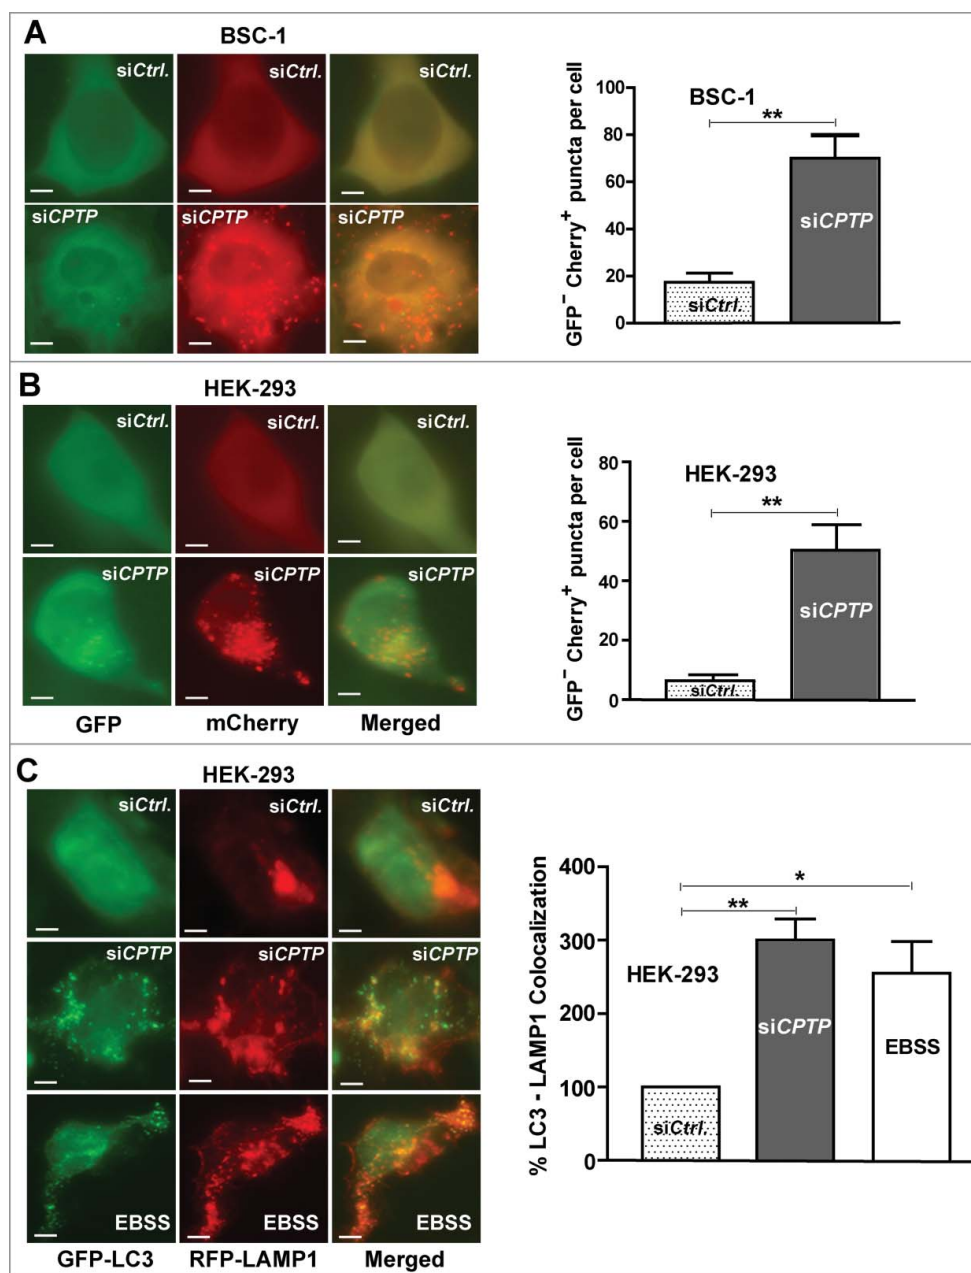 A
BSC-1
siCtrl.
siCtrl.
siCtrl.
siCPTP
siCPTP
siCPTP
GFP⁻ Cherry⁺ puncta per cell
100
80
60
40
20
0
BSC-1
**
siCtrl.
siCPTP
B
HEK-293
siCtrl.
siCtrl.
siCtrl.
siCPTP
siCPTP
siCPTP
GFP
mCherry
Merged
GFP⁻ Cherry⁺ puncta per cell
80
60
40
20
0
HEK-293
**
siCtrl.
siCPTP
C
HEK-293
siCtrl.
siCtrl.
siCtrl.
siCPTP
siCPTP
siCPTP
EBSS
EBSS
EBSS
GFP-LC3
RFP-LAMP1
Merged
% LC3 - LAMP1 Colocalization
400
300
200
100
0
*
**
HEK-293
siCtrl.
siCPTP
EBSS